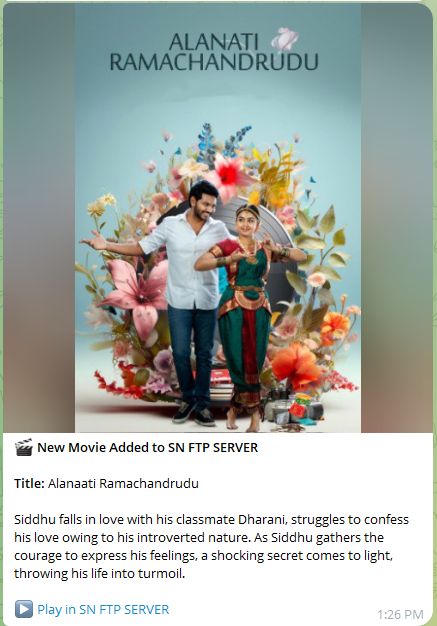 ALANATI
RAMACHANDRUDU
🎬 New Movie Added to SN FTP SERVER
Title: Alanaati Ramachandrudu
Siddhu falls in love with his classmate Dharani, struggles to confess
his love owing to his introverted nature. As Siddhu gathers the
courage to express his feelings, a shocking secret comes to light,
throwing his life into turmoil.
▶️ Play in SN FTP SERVER
1:26 PM